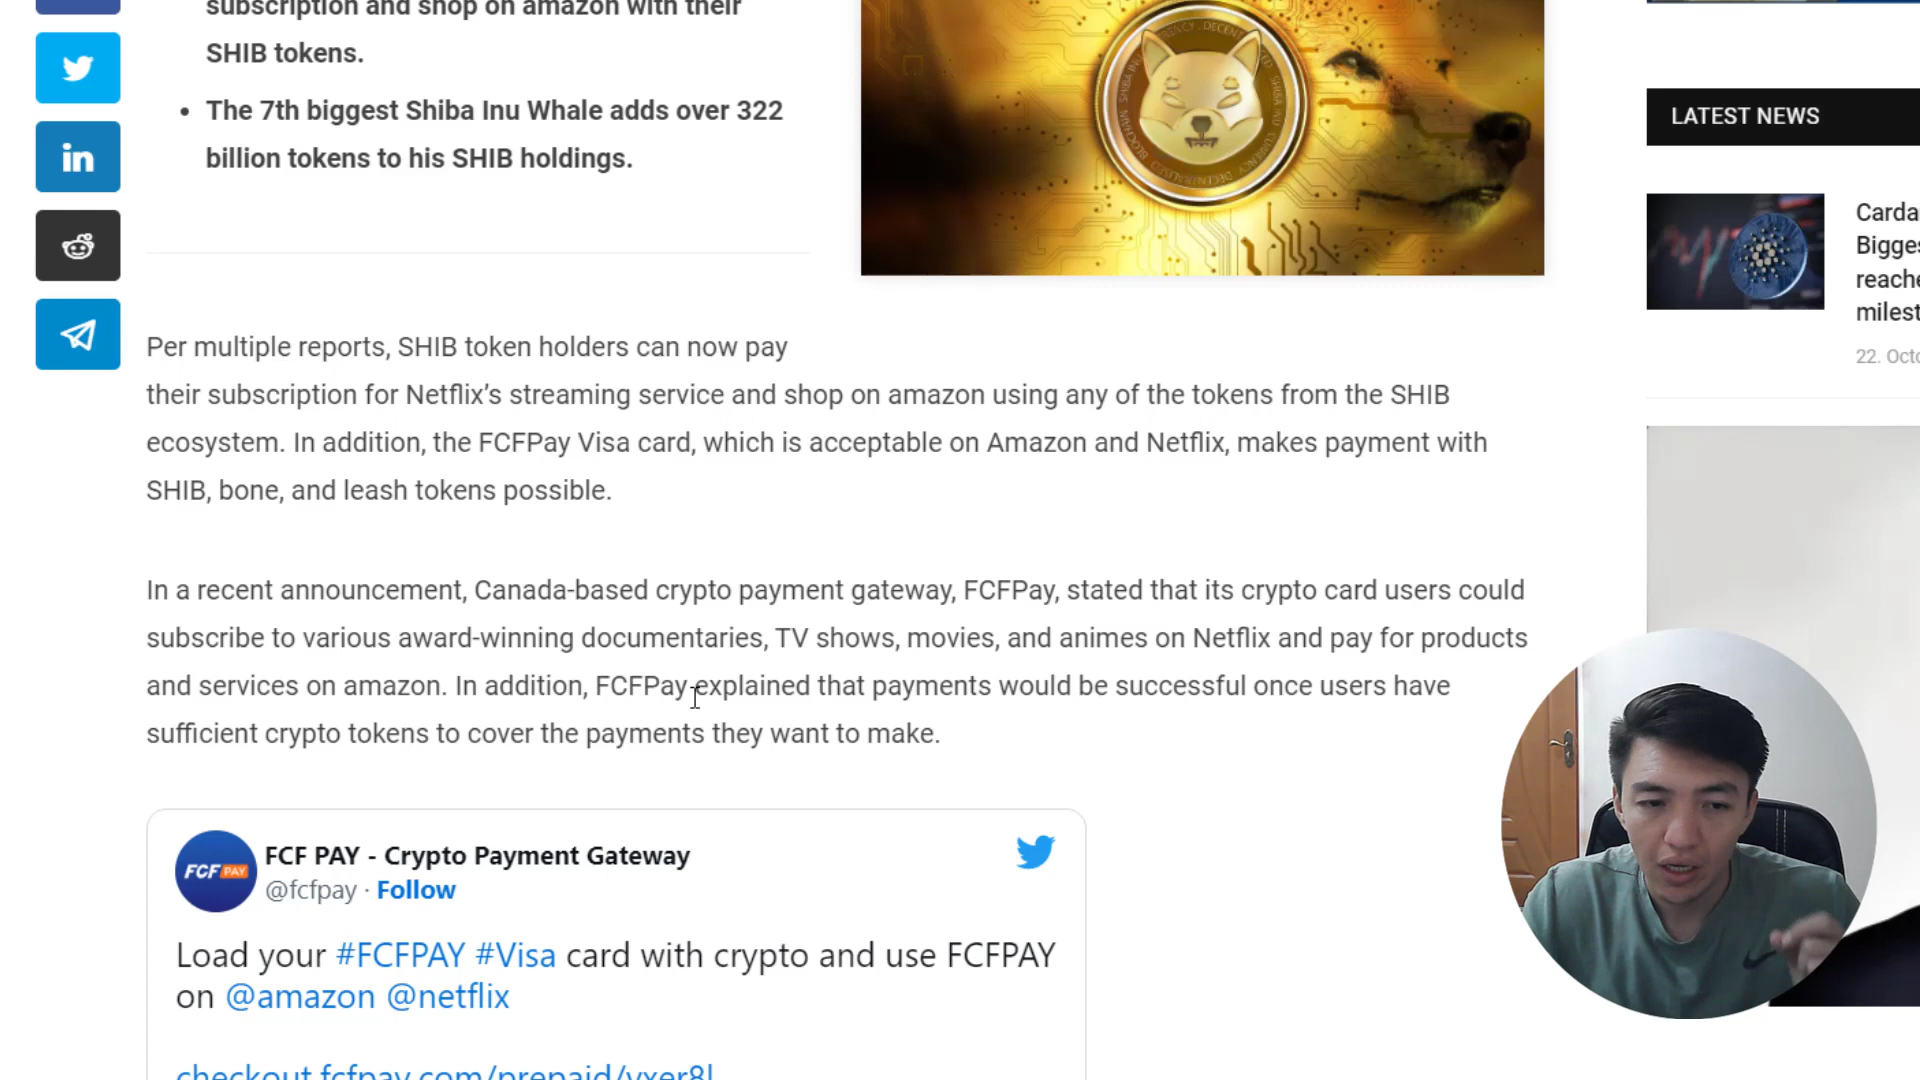 subscription and shop on amazon with their
SHIB tokens.
• The 7th biggest Shiba Inu Whale adds over 322
billion tokens to his SHIB holdings.
in
LATEST NEWS
Carda
Bigges
reache
milest
22. Octo
Per multiple reports, SHIB token holders can now pay
their subscription for Netflix’s streaming service and shop on amazon using any of the tokens from the SHIB
ecosystem. In addition, the FCFPay Visa card, which is acceptable on Amazon and Netflix, makes payment with
SHIB, bone, and leash tokens possible.
In a recent announcement, Canada-based crypto payment gateway, FCFPay, stated that its crypto card users could
subscribe to various award-winning documentaries, TV shows, movies, and animes on Netflix and pay for products
and services on amazon. In addition, FCFPay explained that payments would be successful once users have
sufficient crypto tokens to cover the payments they want to make.
FCF PAY
FCF PAY - Crypto Payment Gateway
@fcfpay · Follow
Load your #FCFPAY #Visa card with crypto and use FCFPAY
on @amazon @netflix
checkout.fcfpay.com/prepaid/vxer8l